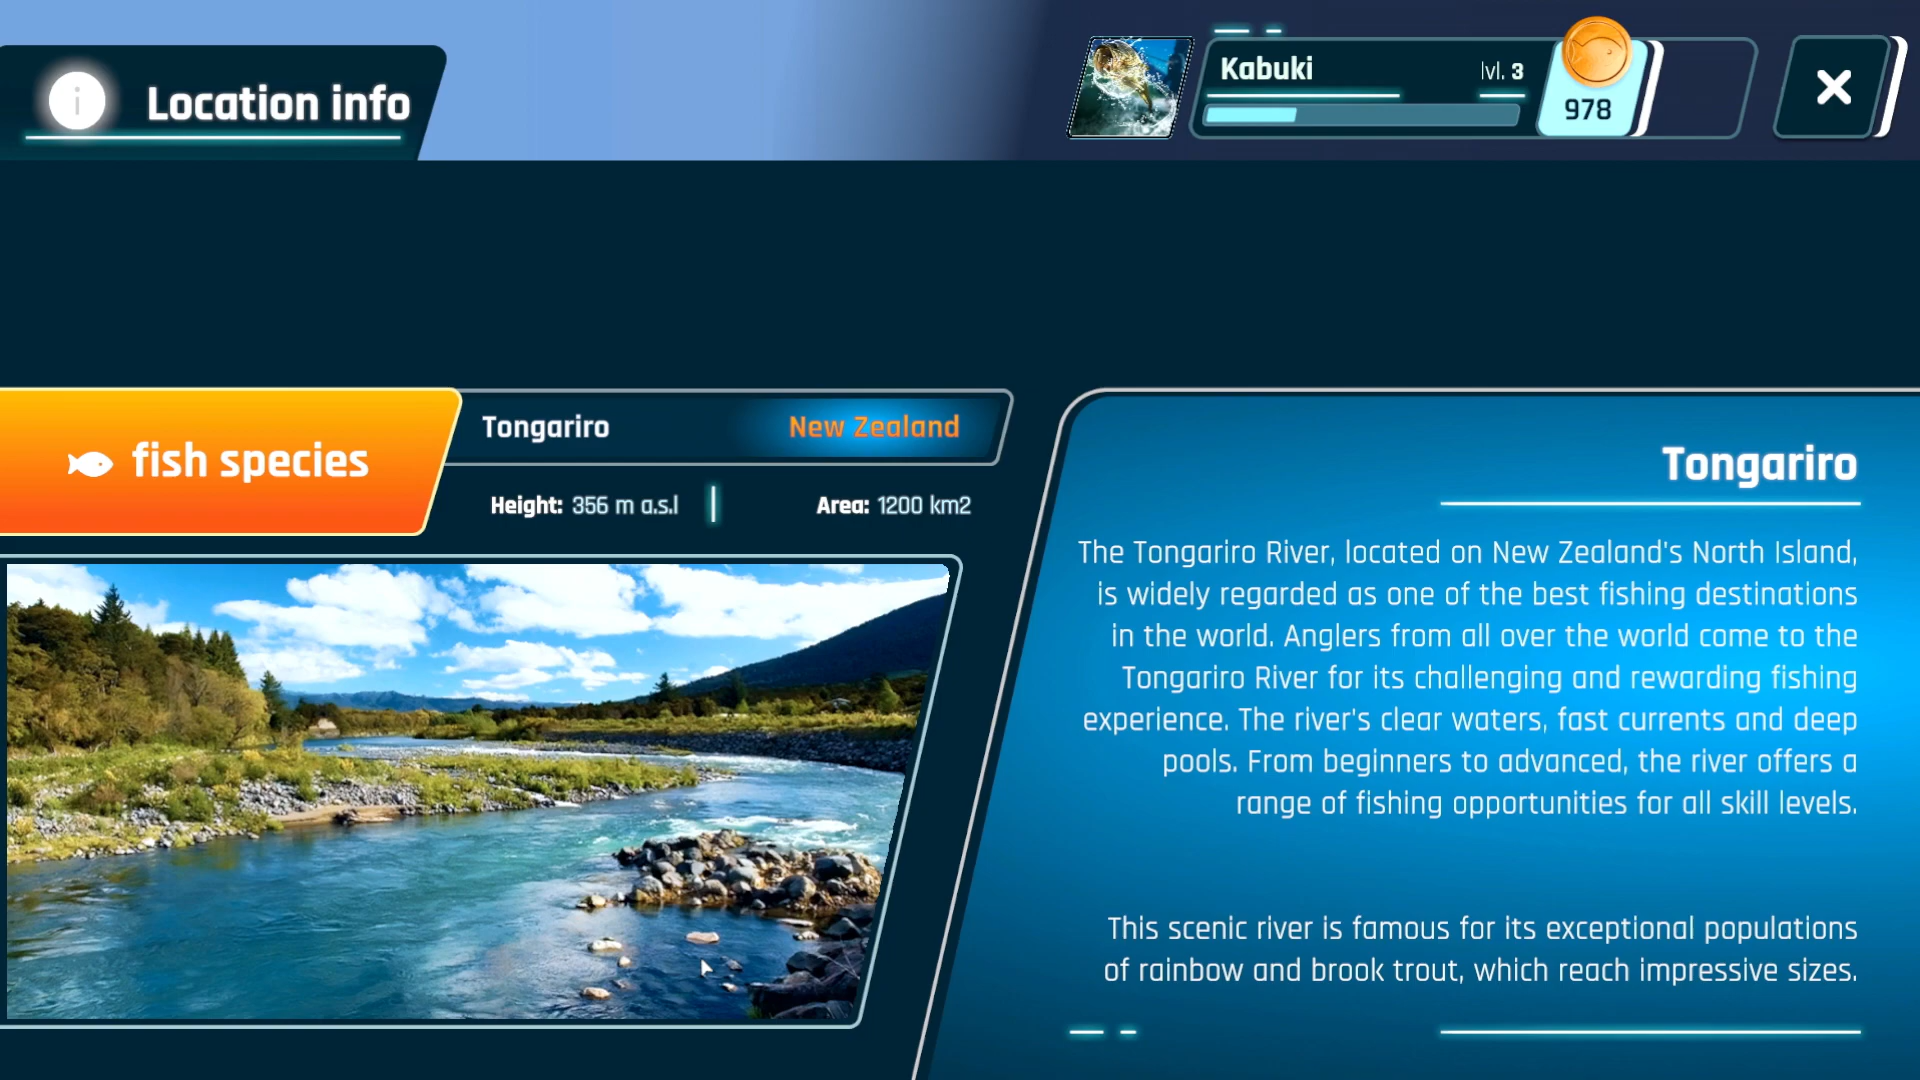 Location info
Kabuki
lvl. 3
978
fish species
Tongariro
New Zealand
Height: 356 m a.s.l
Area: 1200 km2
Tongariro
The Tongariro River, located on New Zealand's North Island,
is widely regarded as one of the best fishing destinations
in the world. Anglers from all over the world come to the
Tongariro River for its challenging and rewarding fishing
experience. The river's clear waters, fast currents and deep
pools. From beginners to advanced, the river offers a
range of fishing opportunities for all skill levels.
This scenic river is famous for its exceptional populations
of rainbow and brook trout, which reach impressive sizes.